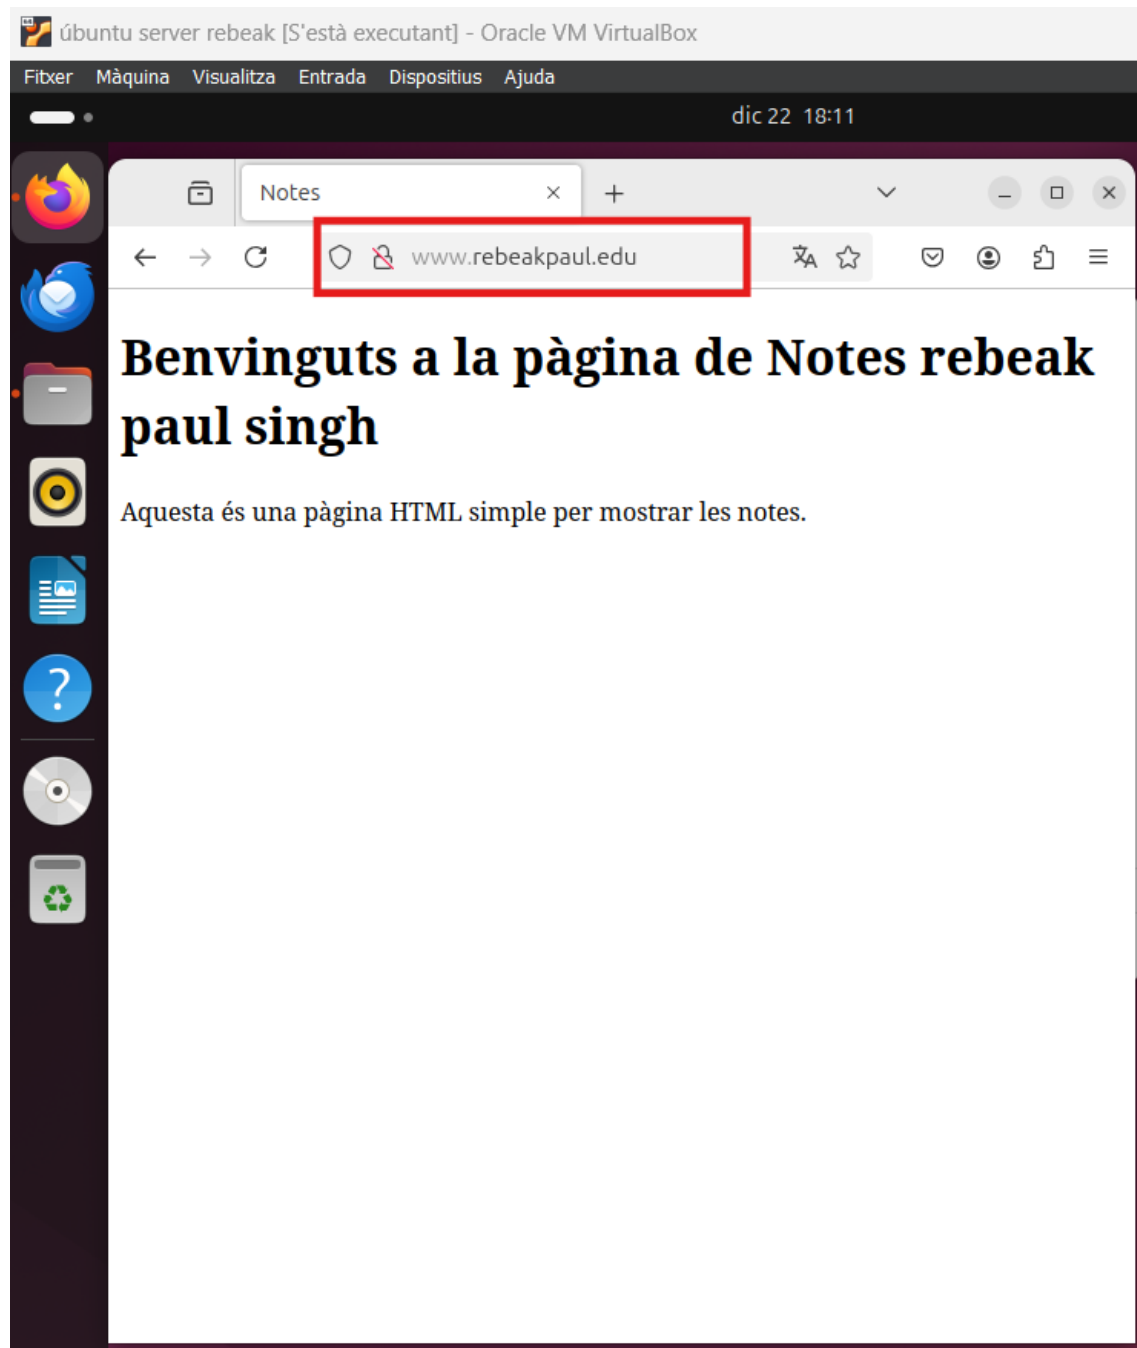 úbuntu server rebeak [S'està executant] - Oracle VM VirtualBox
Fitxer Màquina Visualitza Entrada Dispositius Ajuda
dic 22 18:11
Notes
www.rebeakpaul.edu
Benvinguts a la pàgina de Notes rebeak
paul singh
Aquesta és una pàgina HTML simple per mostrar les notes.